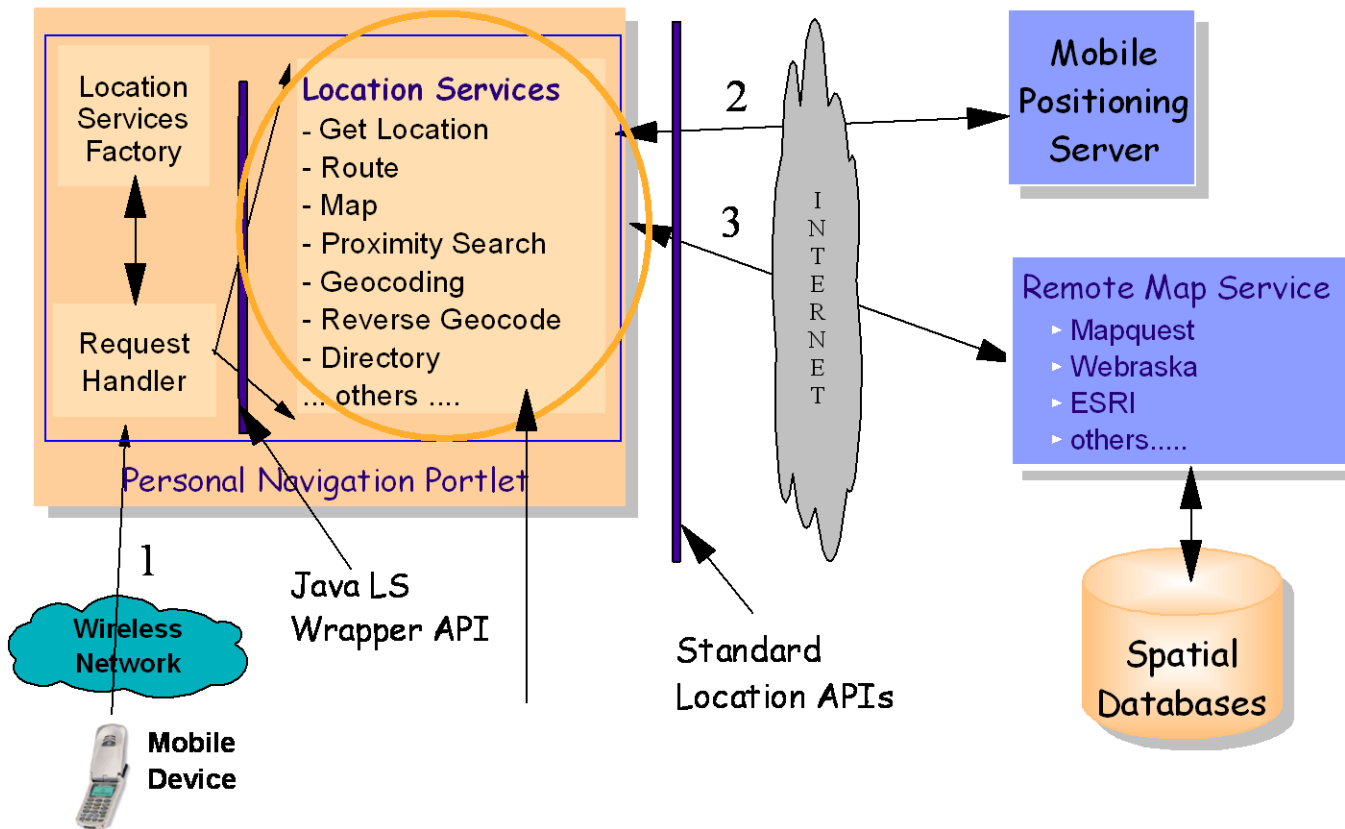 Location
Services
Factory
Request
Handler
Location Services
- Get Location
- Route
- Map
- Proximity Search
- Geocoding
- Reverse Geocode
- Directory
... others ....
Personal Navigation Portlet
1
Wireless
Network
Mobile
Device
Java LS
Wrapper API
2
3
Standard
Location APIs
INTERNET
Mobile
Positioning
Server
Remote Map Service
Mapquest
Webraska
ESRI
others.....
Spatial
Databases